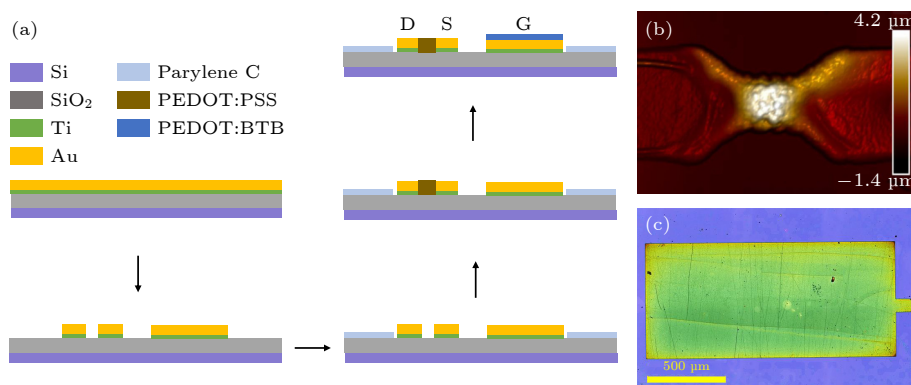 (a)
Si
SiO₂
Ti
Au
Parylene C
PEDOT:PSS
PEDOT:BTB
D S G
(b)
4.2 µm
−1.4 µm
(c)
500 µm